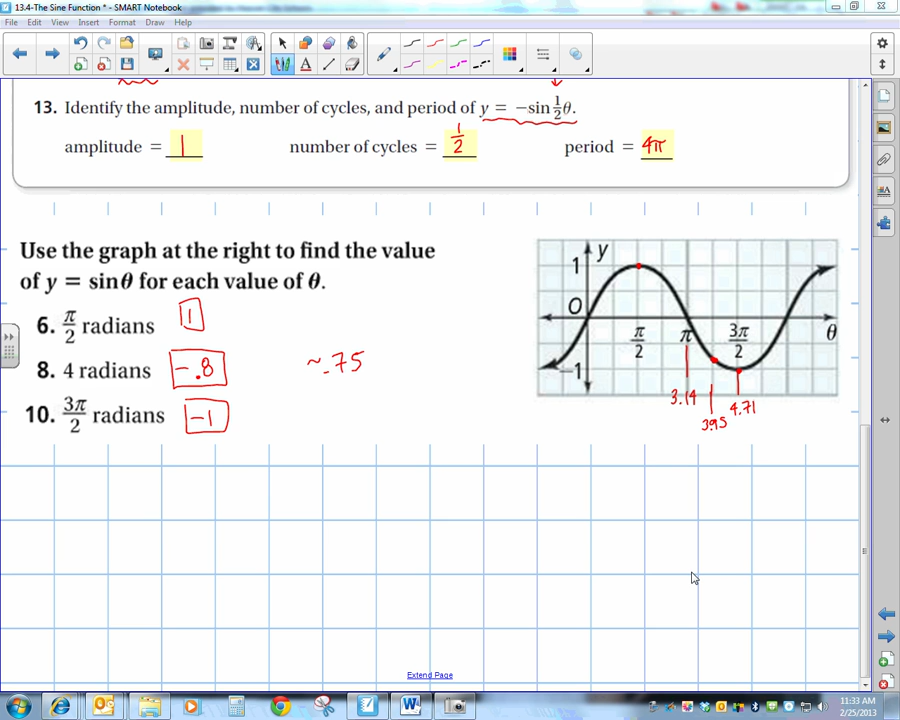 13.4-The Sine Function * - SMART Notebook
File Edit View Insert Format Draw Help
13. Identify the amplitude, number of cycles, and period of y = −sin ½θ.
amplitude = 1 number of cycles = 1/2 period = 4π
Use the graph at the right to find the value
of y = sinθ for each value of θ.
6. π/2 radians 1
8. 4 radians -.8 ~.75
10. 3π/2 radians -1
y
1
0
π/2 π 3π/2 θ
−1
3.14 3.95 4.71
Extend Page
11:33 AM
2/25/2013